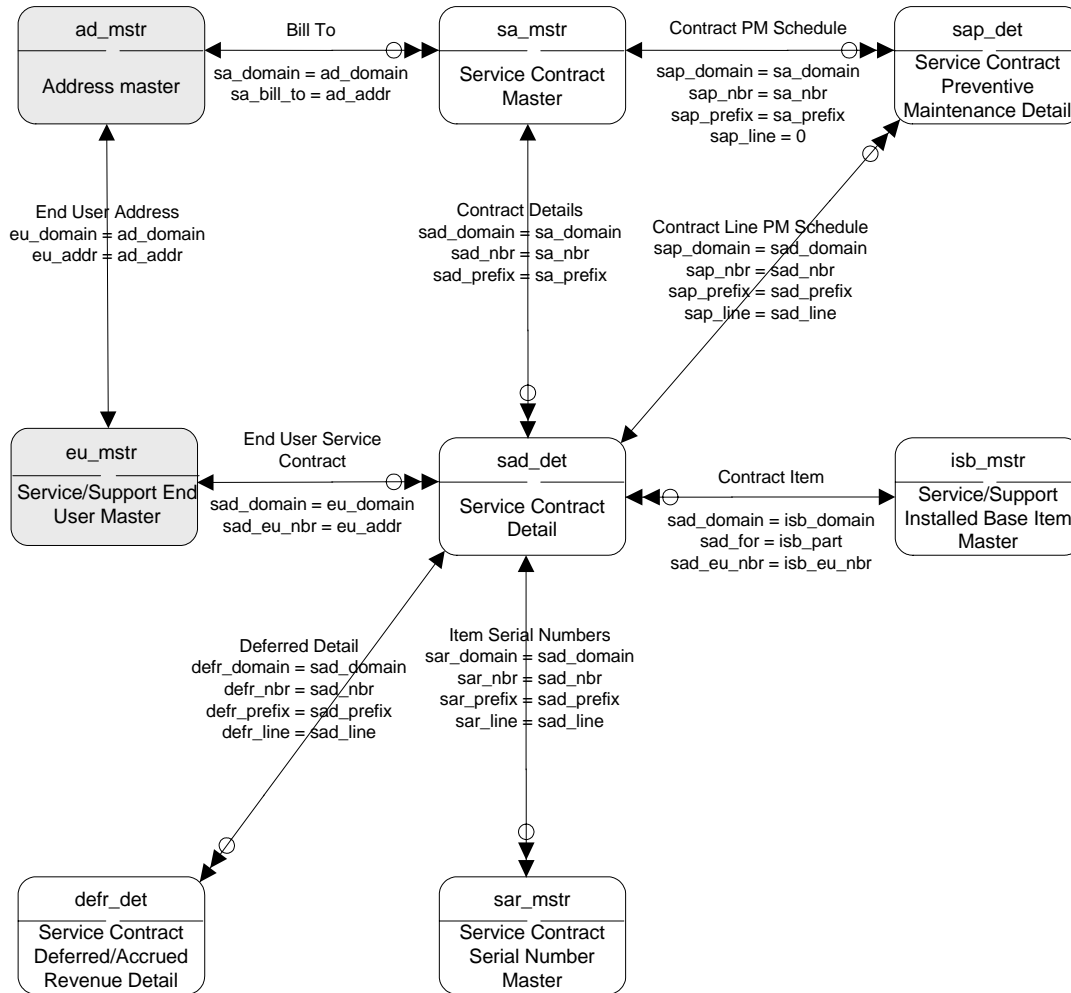 ad_mstr
Address master
Bill To
sa_domain = ad_domain
sa_bill_to = ad_addr
sa_mstr
Service Contract
Master
Contract PM Schedule
sap_domain = sa_domain
sap_nbr = sa_nbr
sap_prefix = sa_prefix
sap_line = 0
sap_det
Service Contract
Preventive
Maintenance Detail
End User Address
eu_domain = ad_domain
eu_addr = ad_addr
Contract Details
sad_domain = sa_domain
sad_nbr = sa_nbr
sad_prefix = sa_prefix
Contract Line PM Schedule
sap_domain = sad_domain
sap_nbr = sad_nbr
sap_prefix = sad_prefix
sap_line = sad_line
eu_mstr
Service/Support End
User Master
End User Service
Contract
sad_domain = eu_domain
sad_eu_nbr = eu_addr
sad_det
Service Contract
Detail
Contract Item
sad_domain = isb_domain
sad_for = isb_part
sad_eu_nbr = isb_eu_nbr
isb_mstr
Service/Support
Installed Base Item
Master
Deferred Detail
defr_domain = sad_domain
defr_nbr = sad_nbr
defr_prefix = sad_prefix
defr_line = sad_line
Item Serial Numbers
sar_domain = sad_domain
sar_nbr = sad_nbr
sar_prefix = sad_prefix
sar_line = sad_line
defr_det
Service Contract
Deferred/Accrued
Revenue Detail
sar_mstr
Service Contract
Serial Number
Master